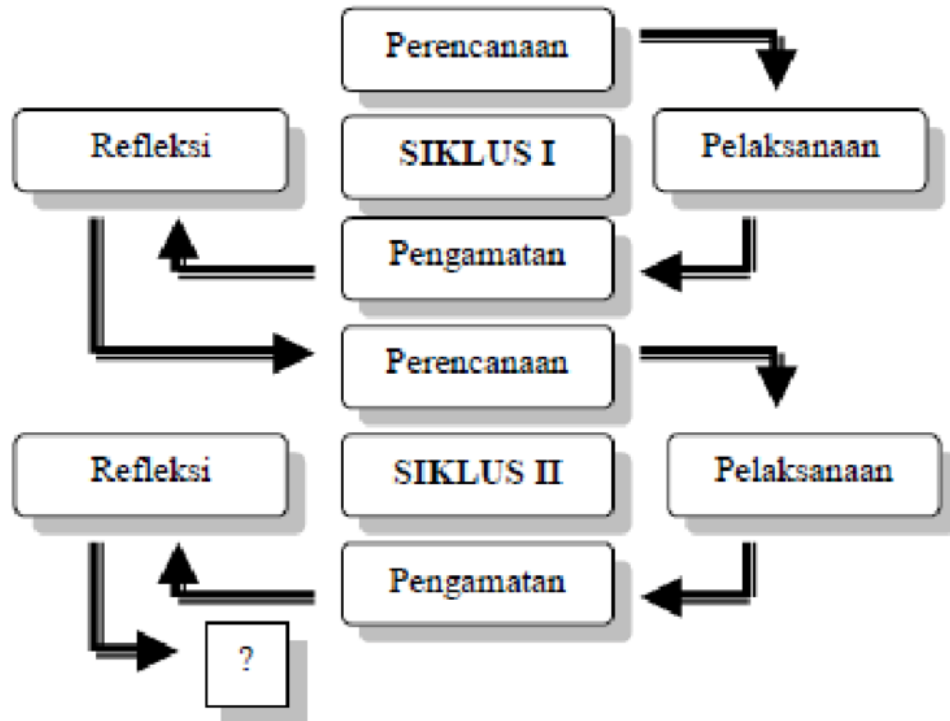 Perencanaan
Refleksi
SIKLUS I
Pelaksanaan
Pengamatan
Perencanaan
Refleksi
SIKLUS II
Pelaksanaan
Pengamatan
?